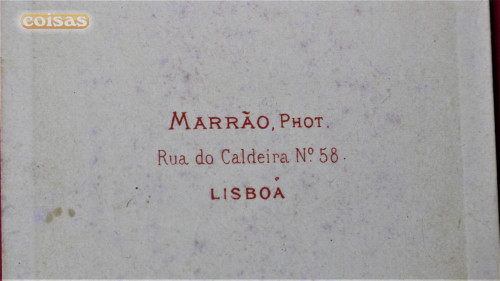 coisas
MARRÃO, PHOT.
Rua do Caldeira Nº 58.
LISBOA